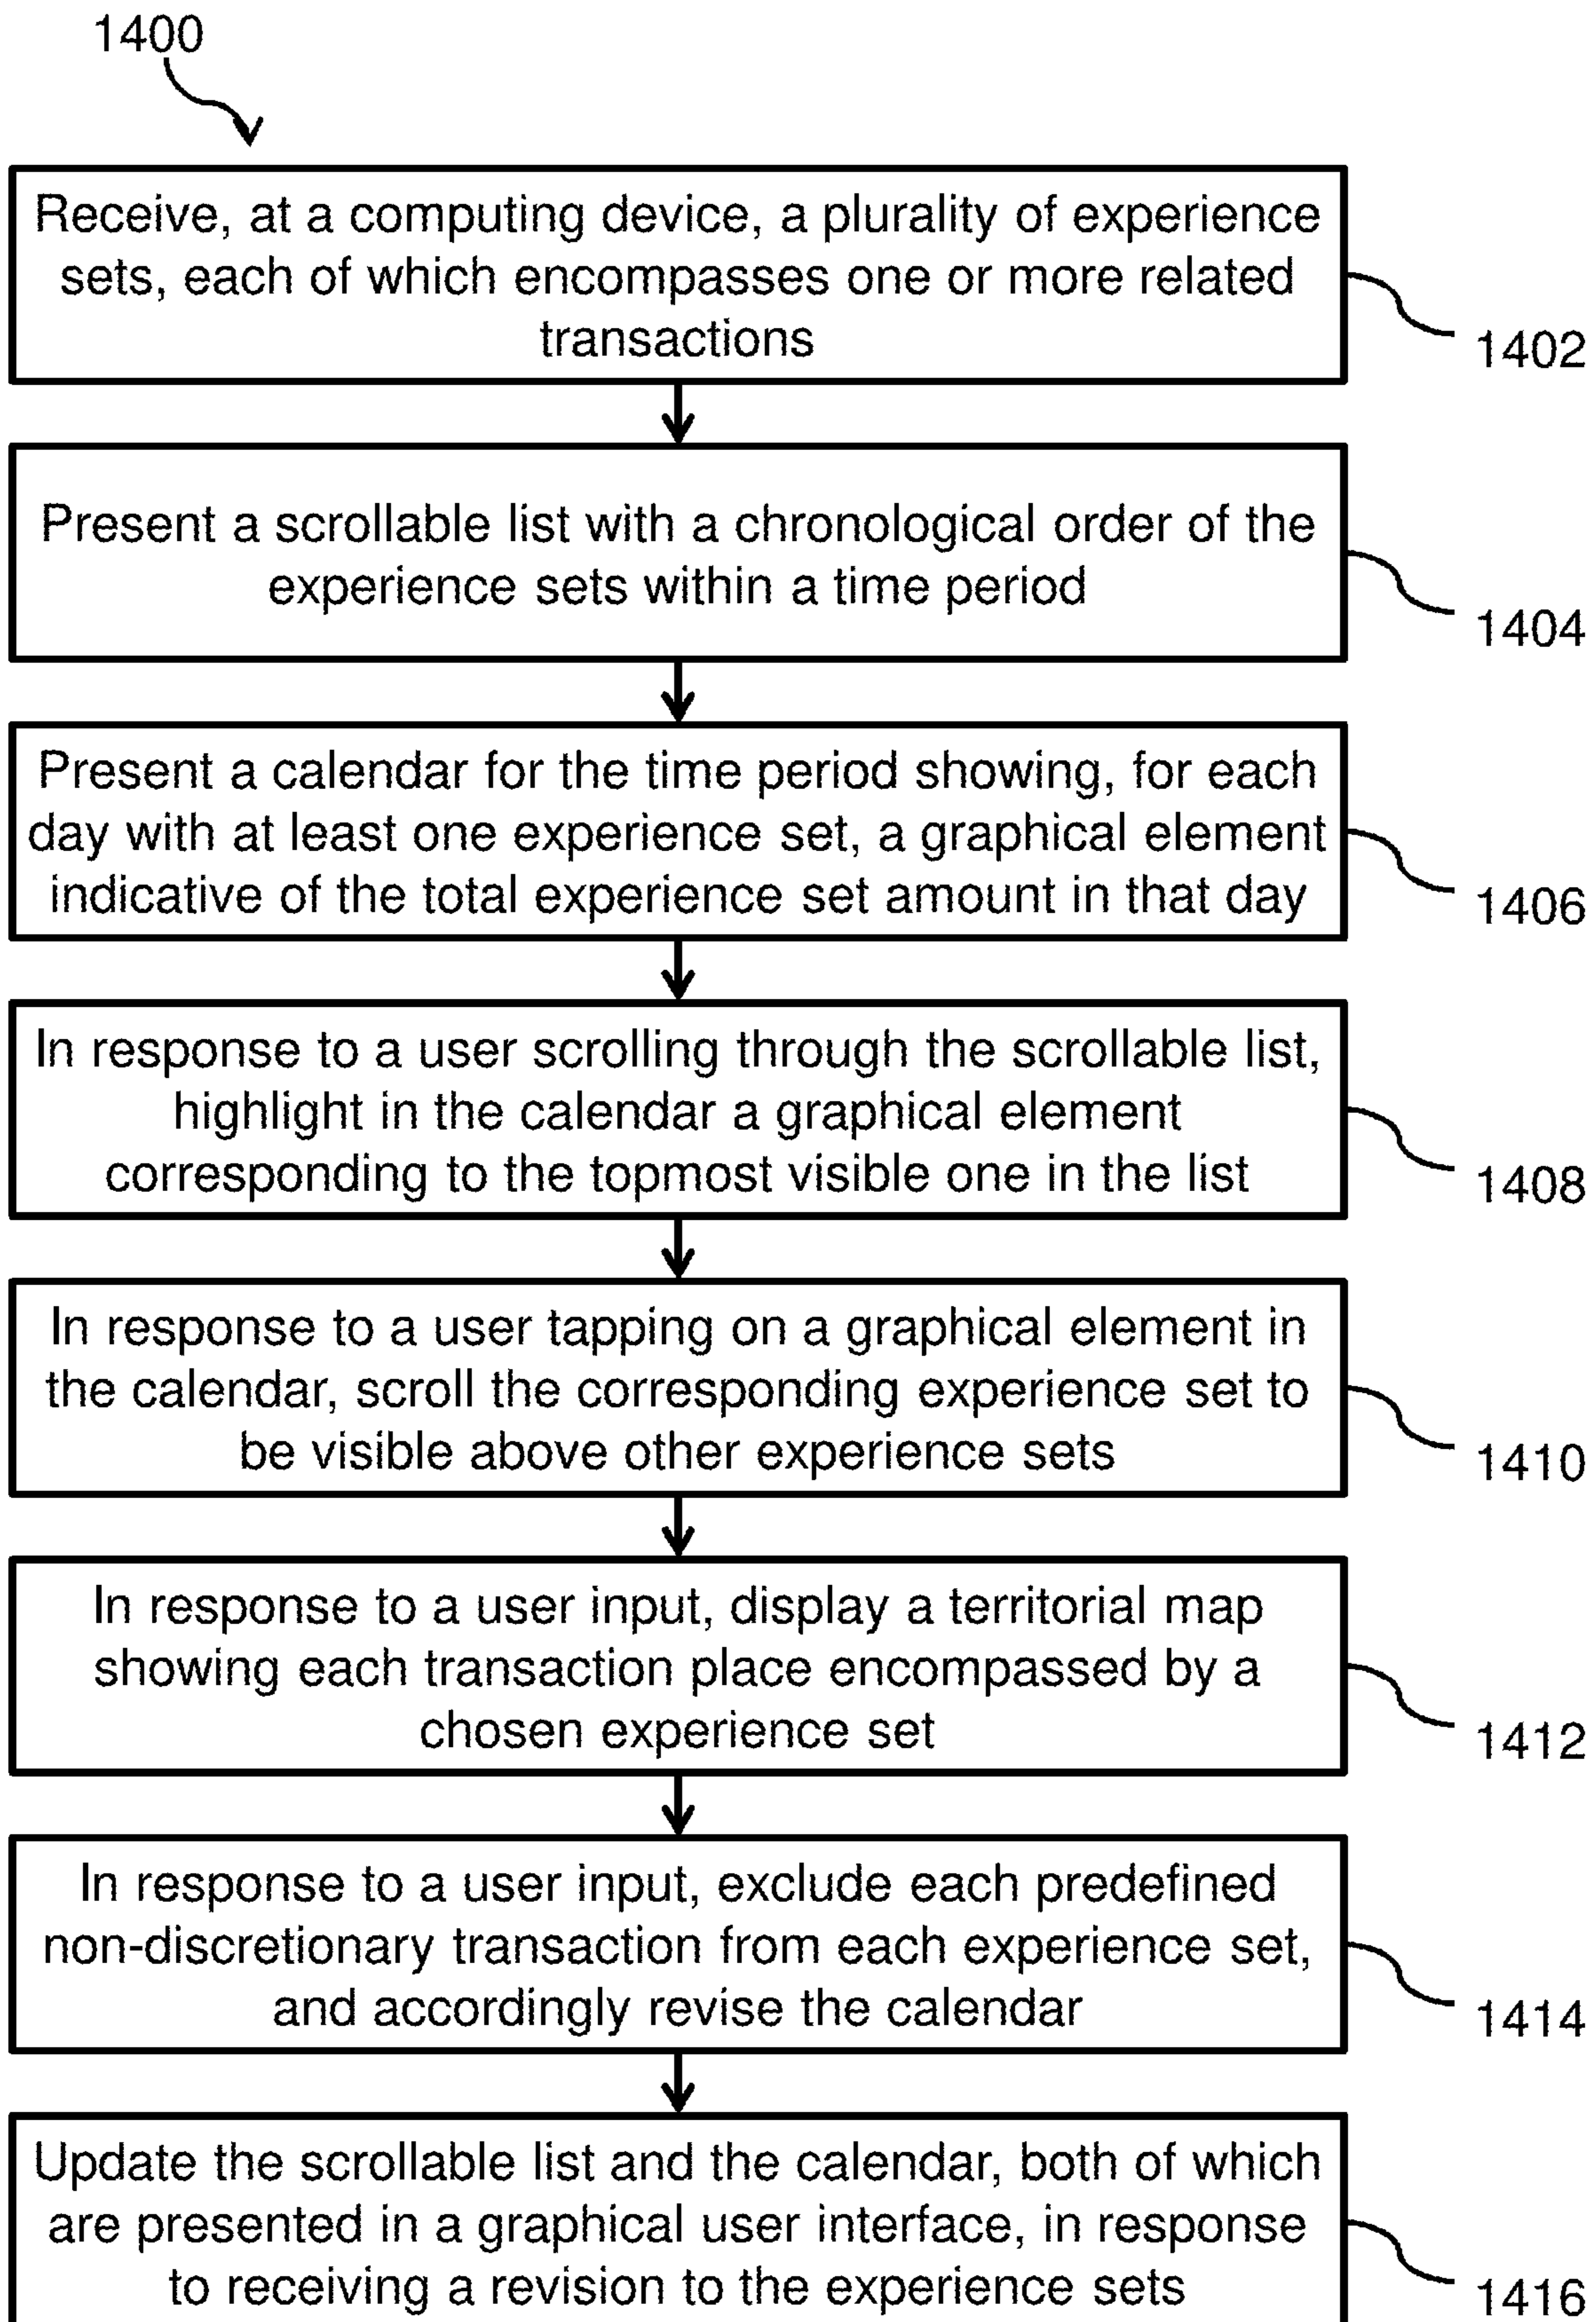 1400
Receive, at a computing device, a plurality of experience
sets, each of which encompasses one or more related
transactions
1402
Present a scrollable list with a chronological order of the
experience sets within a time period
1404
Present a calendar for the time period showing, for each
day with at least one experience set, a graphical element
indicative of the total experience set amount in that day
1406
In response to a user scrolling through the scrollable list,
highlight in the calendar a graphical element
corresponding to the topmost visible one in the list
1408
In response to a user tapping on a graphical element in
the calendar, scroll the corresponding experience set to
be visible above other experience sets
1410
In response to a user input, display a territorial map
showing each transaction place encompassed by a
chosen experience set
1412
In response to a user input, exclude each predefined
non-discretionary transaction from each experience set,
and accordingly revise the calendar
1414
Update the scrollable list and the calendar, both of which
are presented in a graphical user interface, in response
to receiving a revision to the experience sets
1416